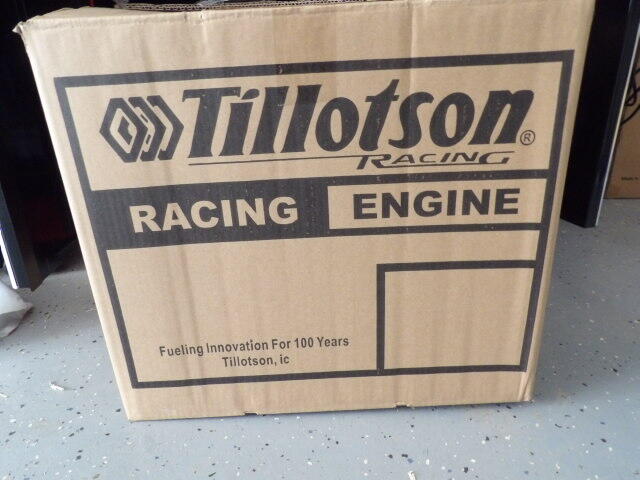 Tillotson®
RACING
RACING ENGINE
Fueling Innovation For 100 Years
Tillotson, ic